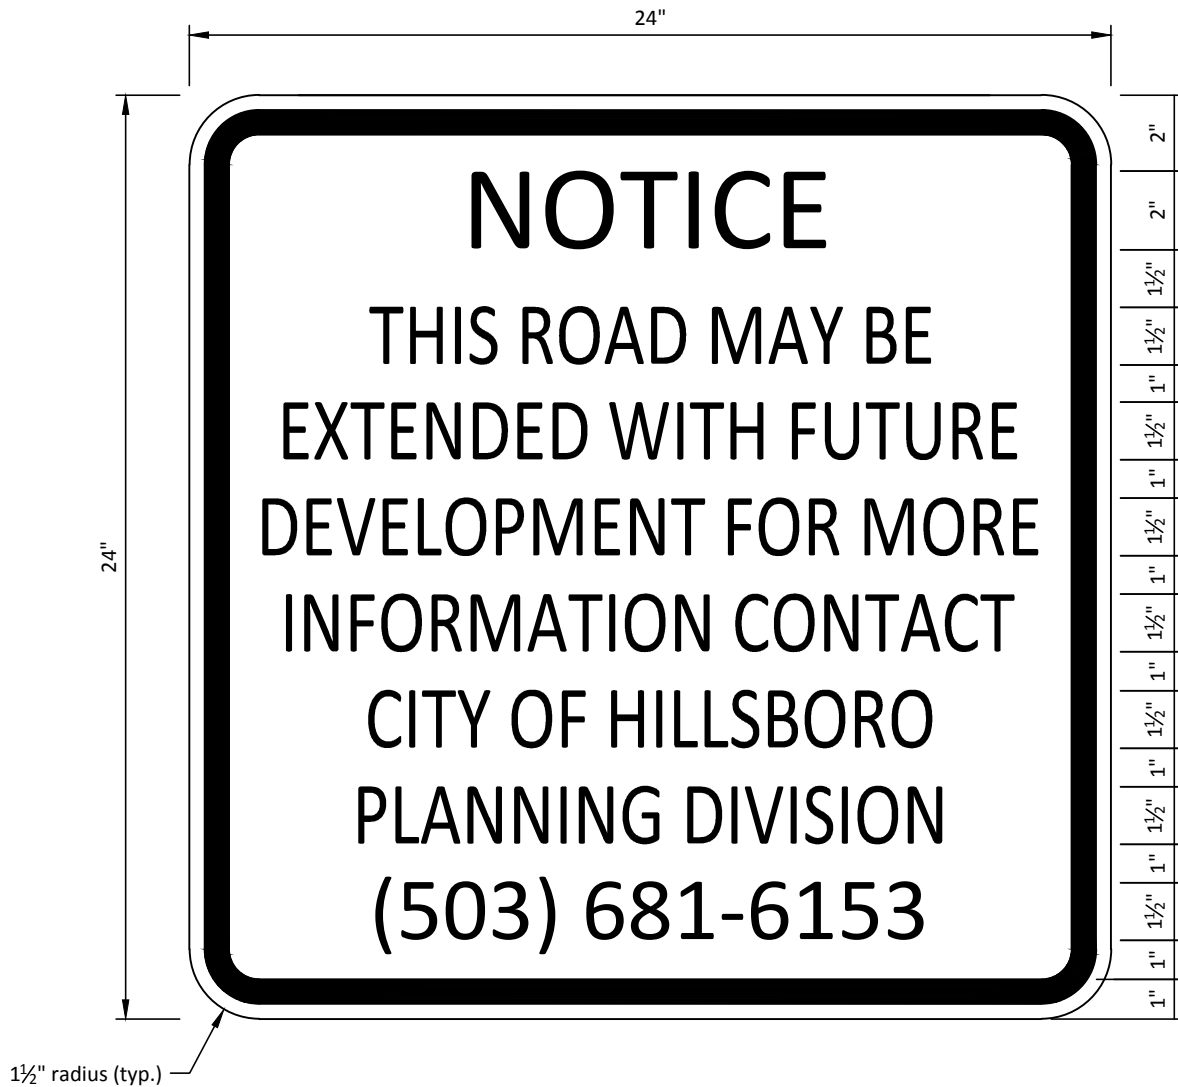 24"
NOTICE
THIS ROAD MAY BE
EXTENDED WITH FUTURE
DEVELOPMENT FOR MORE
INFORMATION CONTACT
CITY OF HILLSBORO
PLANNING DIVISION
(503) 681-6153
24"
2"
2"
1½"
1½"
1"
1½"
1"
1½"
1"
1½"
1"
1½"
1"
1½"
1"
1½"
1"
1"
1½" radius (typ.)